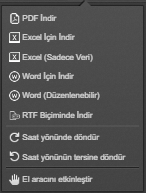 PDF İndir
Excel İçin İndir
Excel (Sadece Veri)
Word İçin İndir
Word (Düzenlenebilir)
RTF Biçiminde İndir
Saat yönünde döndür
Saat yönünün tersine döndür
El aracını etkinleştir